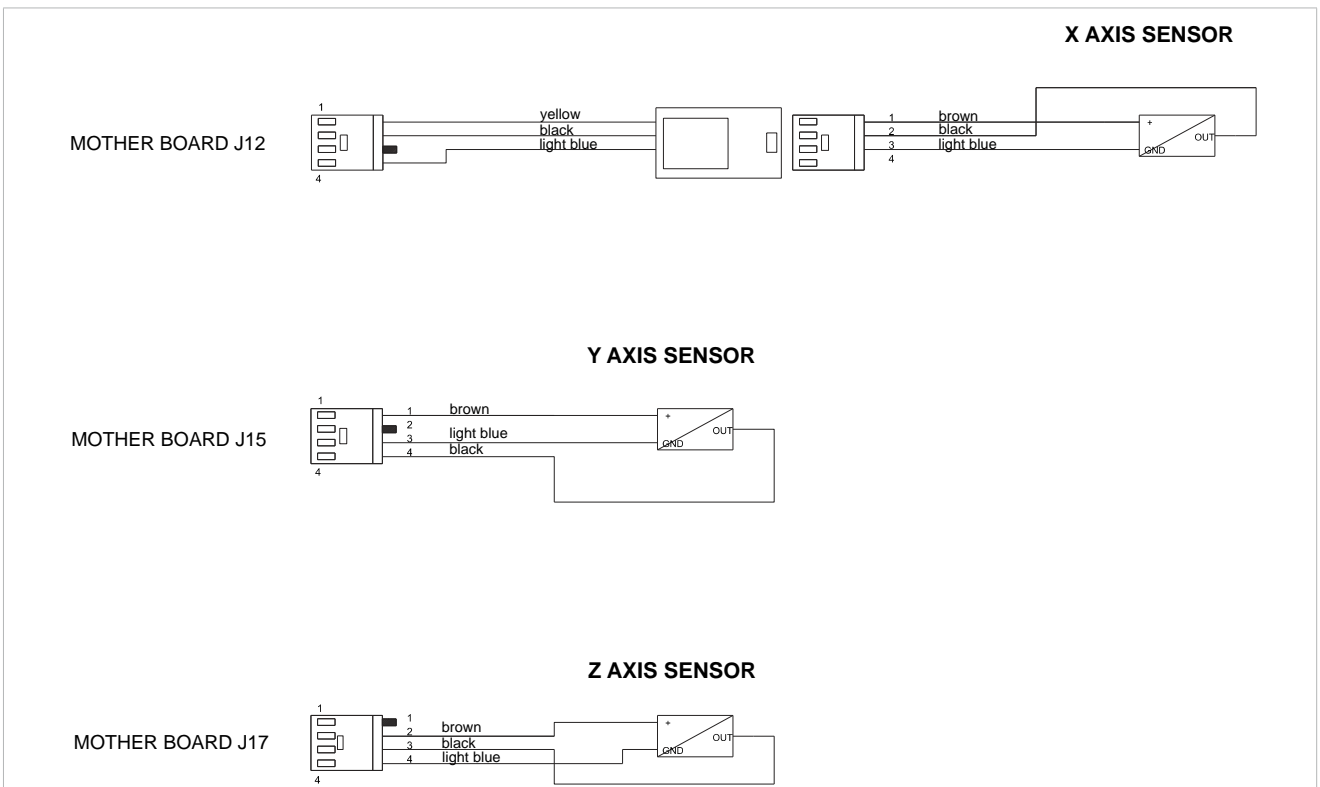 X AXIS SENSOR
MOTHER BOARD J12
1
4
yellow
black
light blue
1 brown
2 black
3 light blue
4
+
OUT
GND
Y AXIS SENSOR
MOTHER BOARD J15
1
4
1 brown
2
3 light blue
4 black
+
OUT
GND
Z AXIS SENSOR
MOTHER BOARD J17
1
4
1
2 brown
3 black
4 light blue
+
OUT
GND